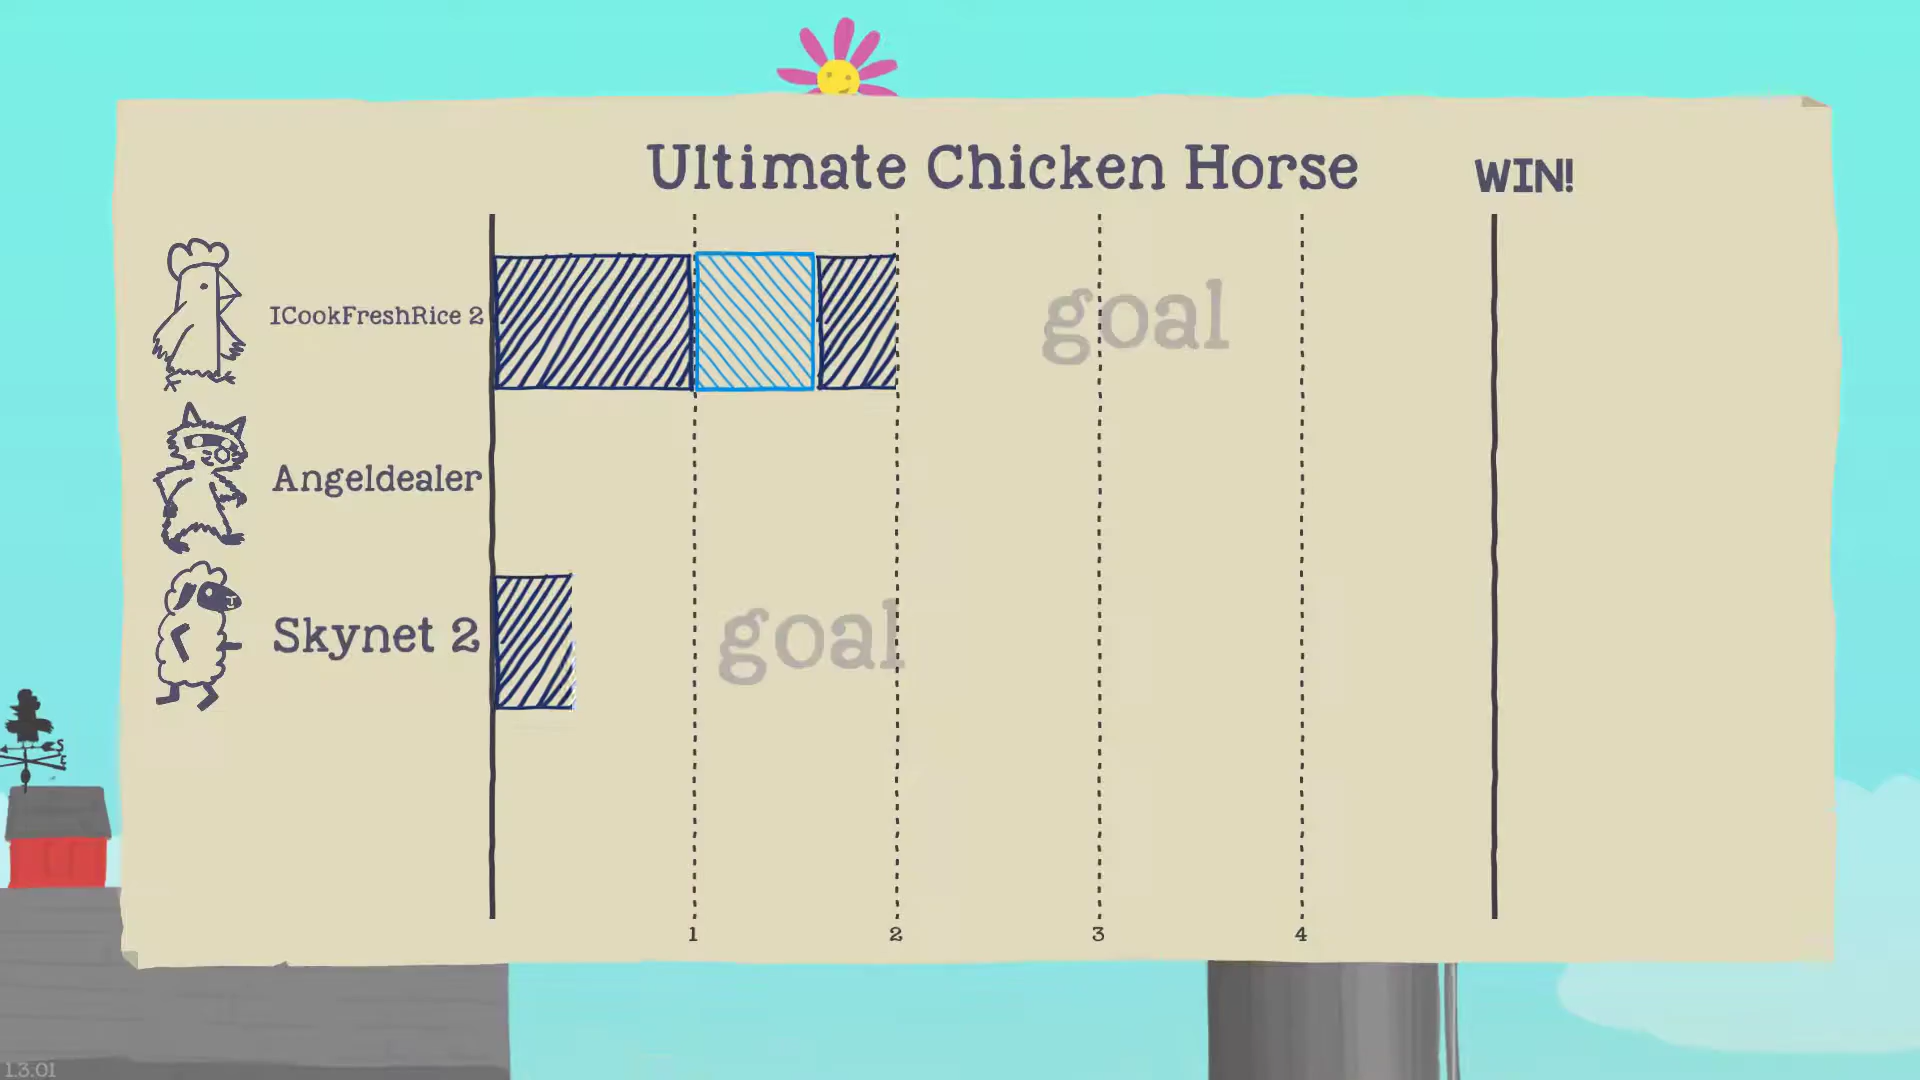 Ultimate Chicken Horse
WIN!
ICookFreshRice 2
goal
Angeldealer
Skynet 2
goal
S
E
1 2 3 4
1.3.01